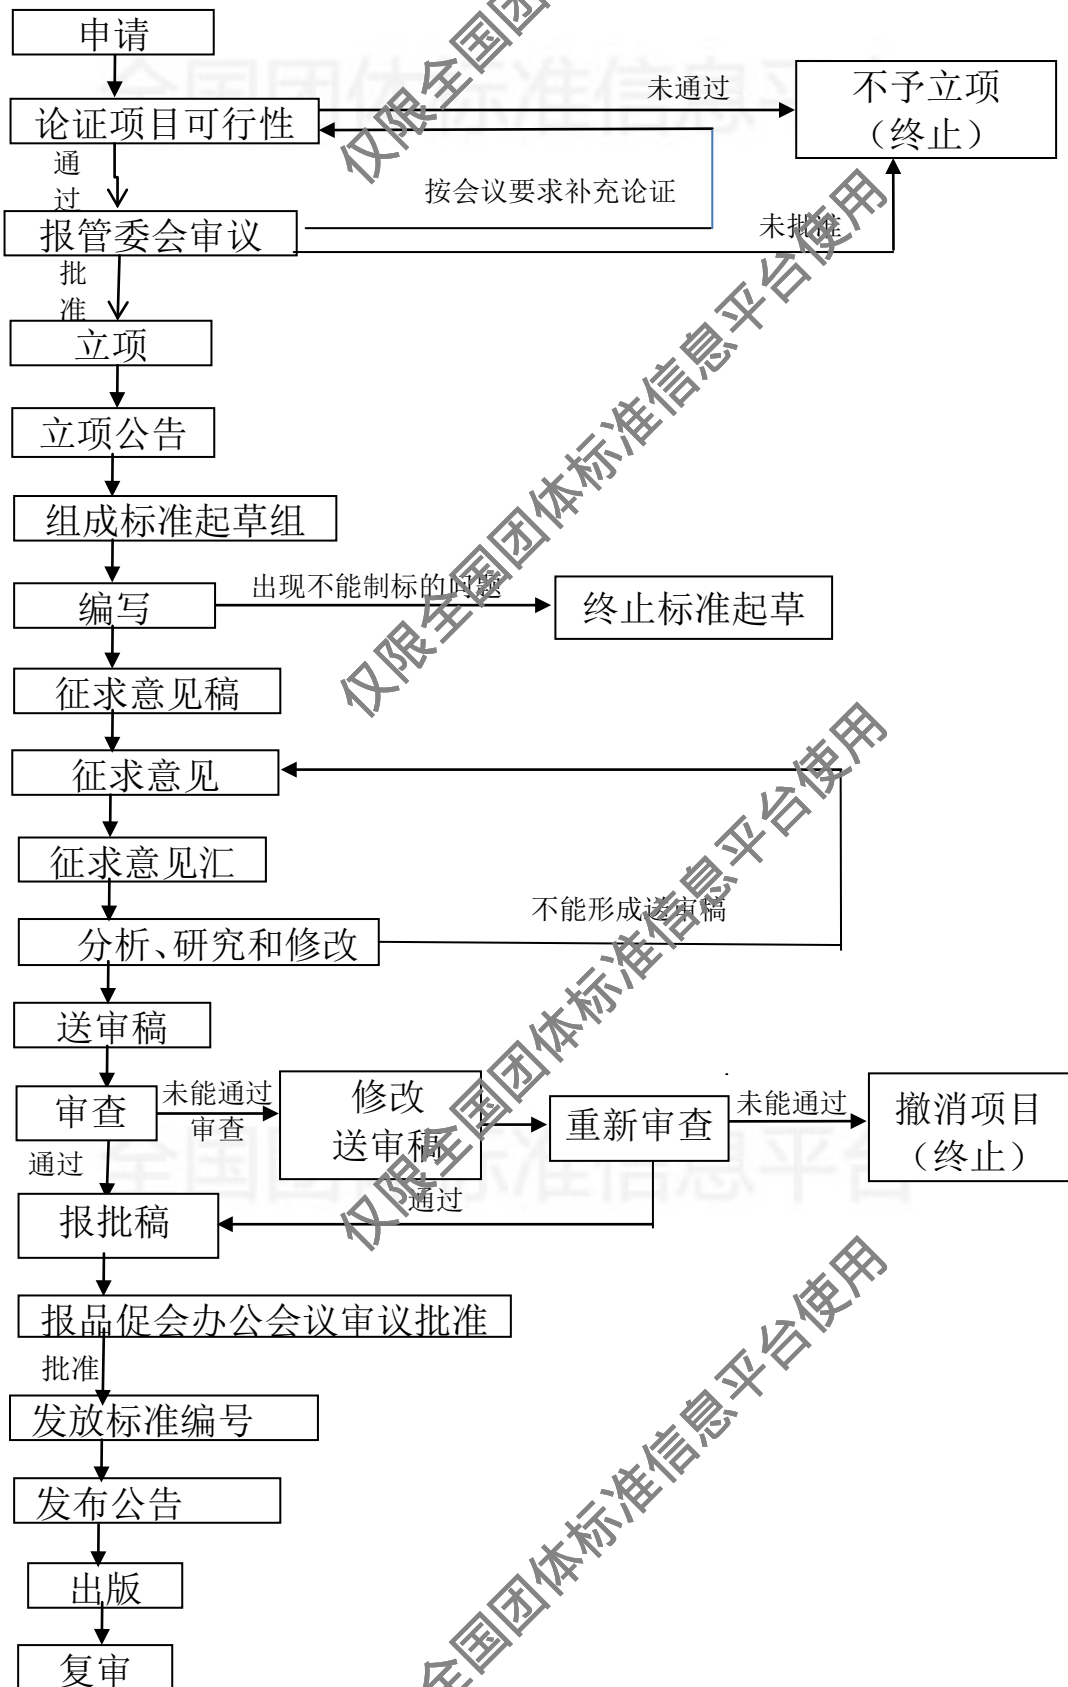 申请
论证项目可行性
未通过
不予立项
（终止）
通
过
按会议要求补充论证
报管委会审议
未批准
批
准
立项
立项公告
组成标准起草组
编写
出现不能制标的问题
终止标准起草
征求意见稿
征求意见
征求意见汇
分析、研究和修改
不能形成送审稿
送审稿
审查
未能通过
审查
修改
送审稿
重新审查
未能通过
撤消项目
（终止）
通过
报批稿
通过
报品促会办公会议审议批准
批准
发放标准编号
发布公告
出版
复审
全国团体标准信息平台
全国团体标准信息平台
仅限全国团
仅限全国团体标准信息平台使用
仅限全国团体标准信息平台使用
全国团体标准信息平台使用